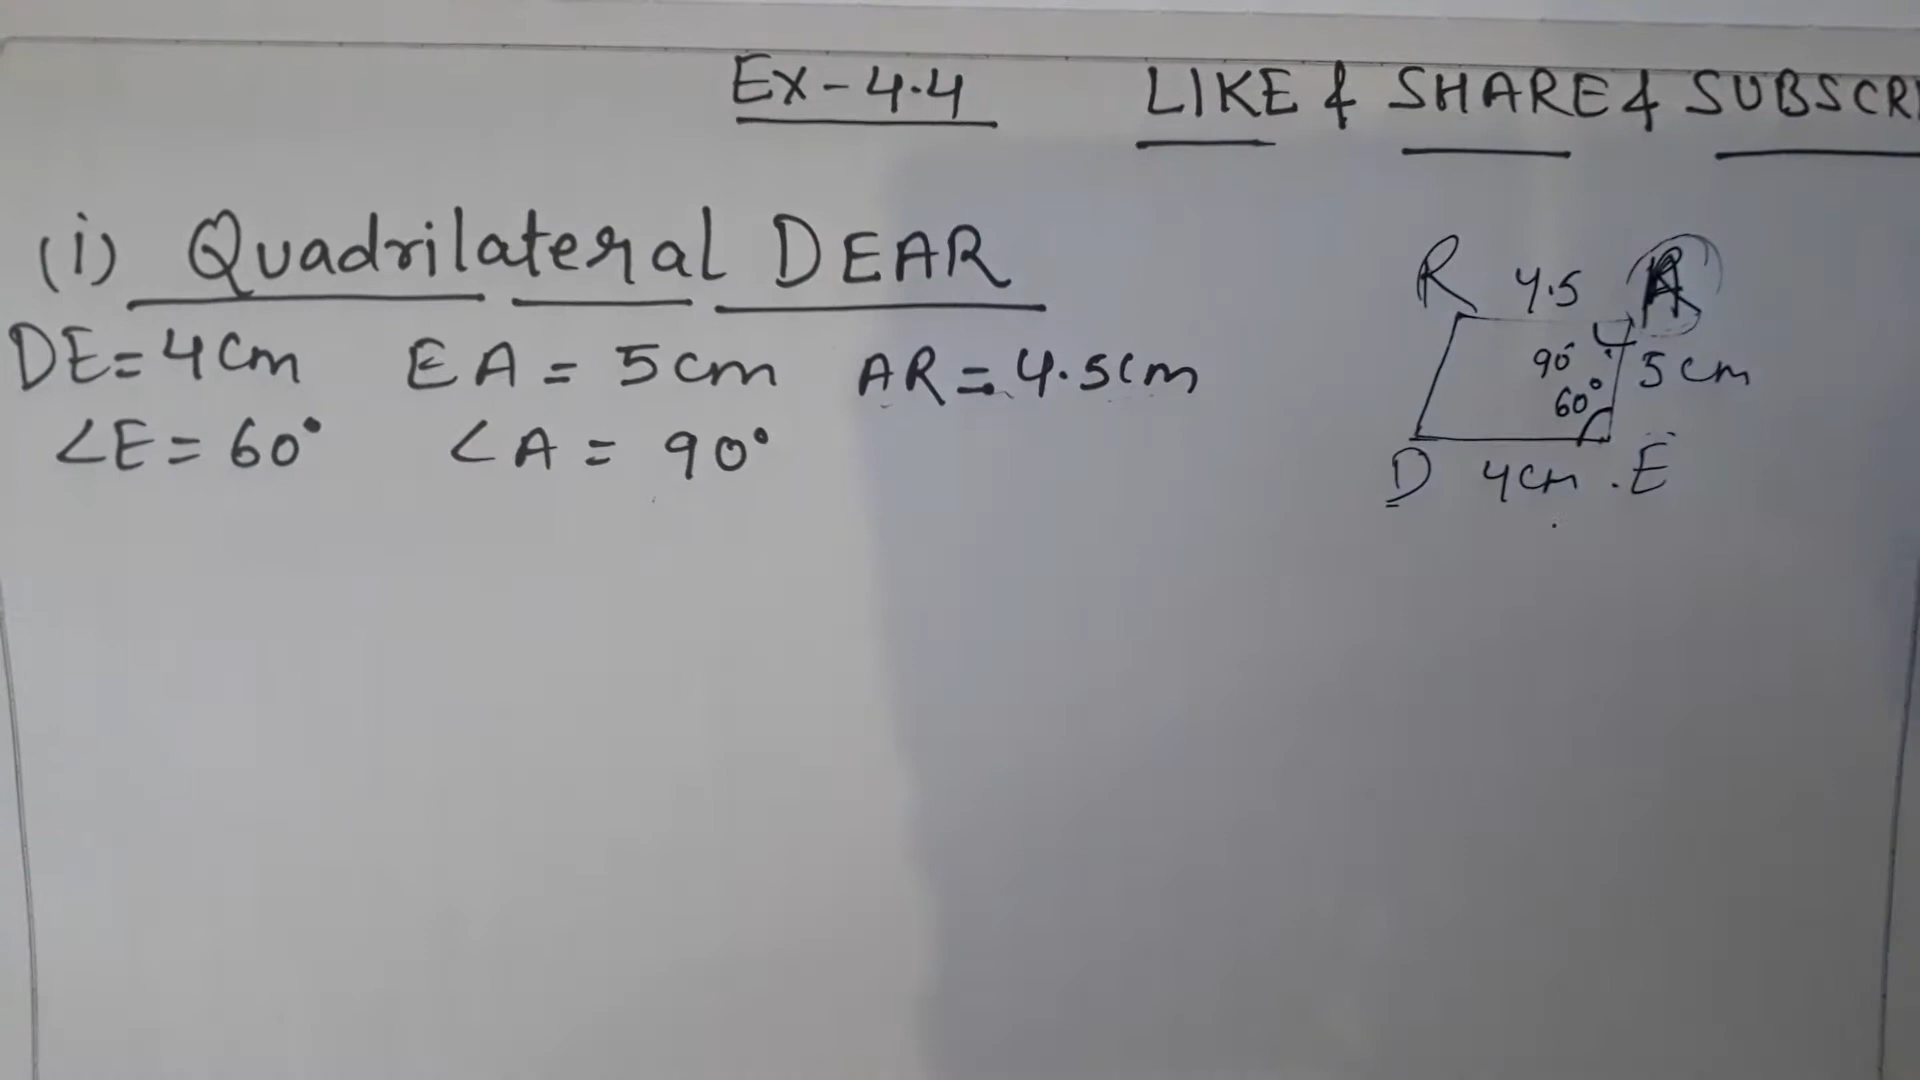 Ex-4.4 LIKE & SHARE & SUBSCRI
(i) Quadrilateral DEAR
DE=4cm EA = 5cm AR=4.5cm
∠E=60° ∠A = 90°
R 4.5 A
90°
5cm
60°
D 4cm E